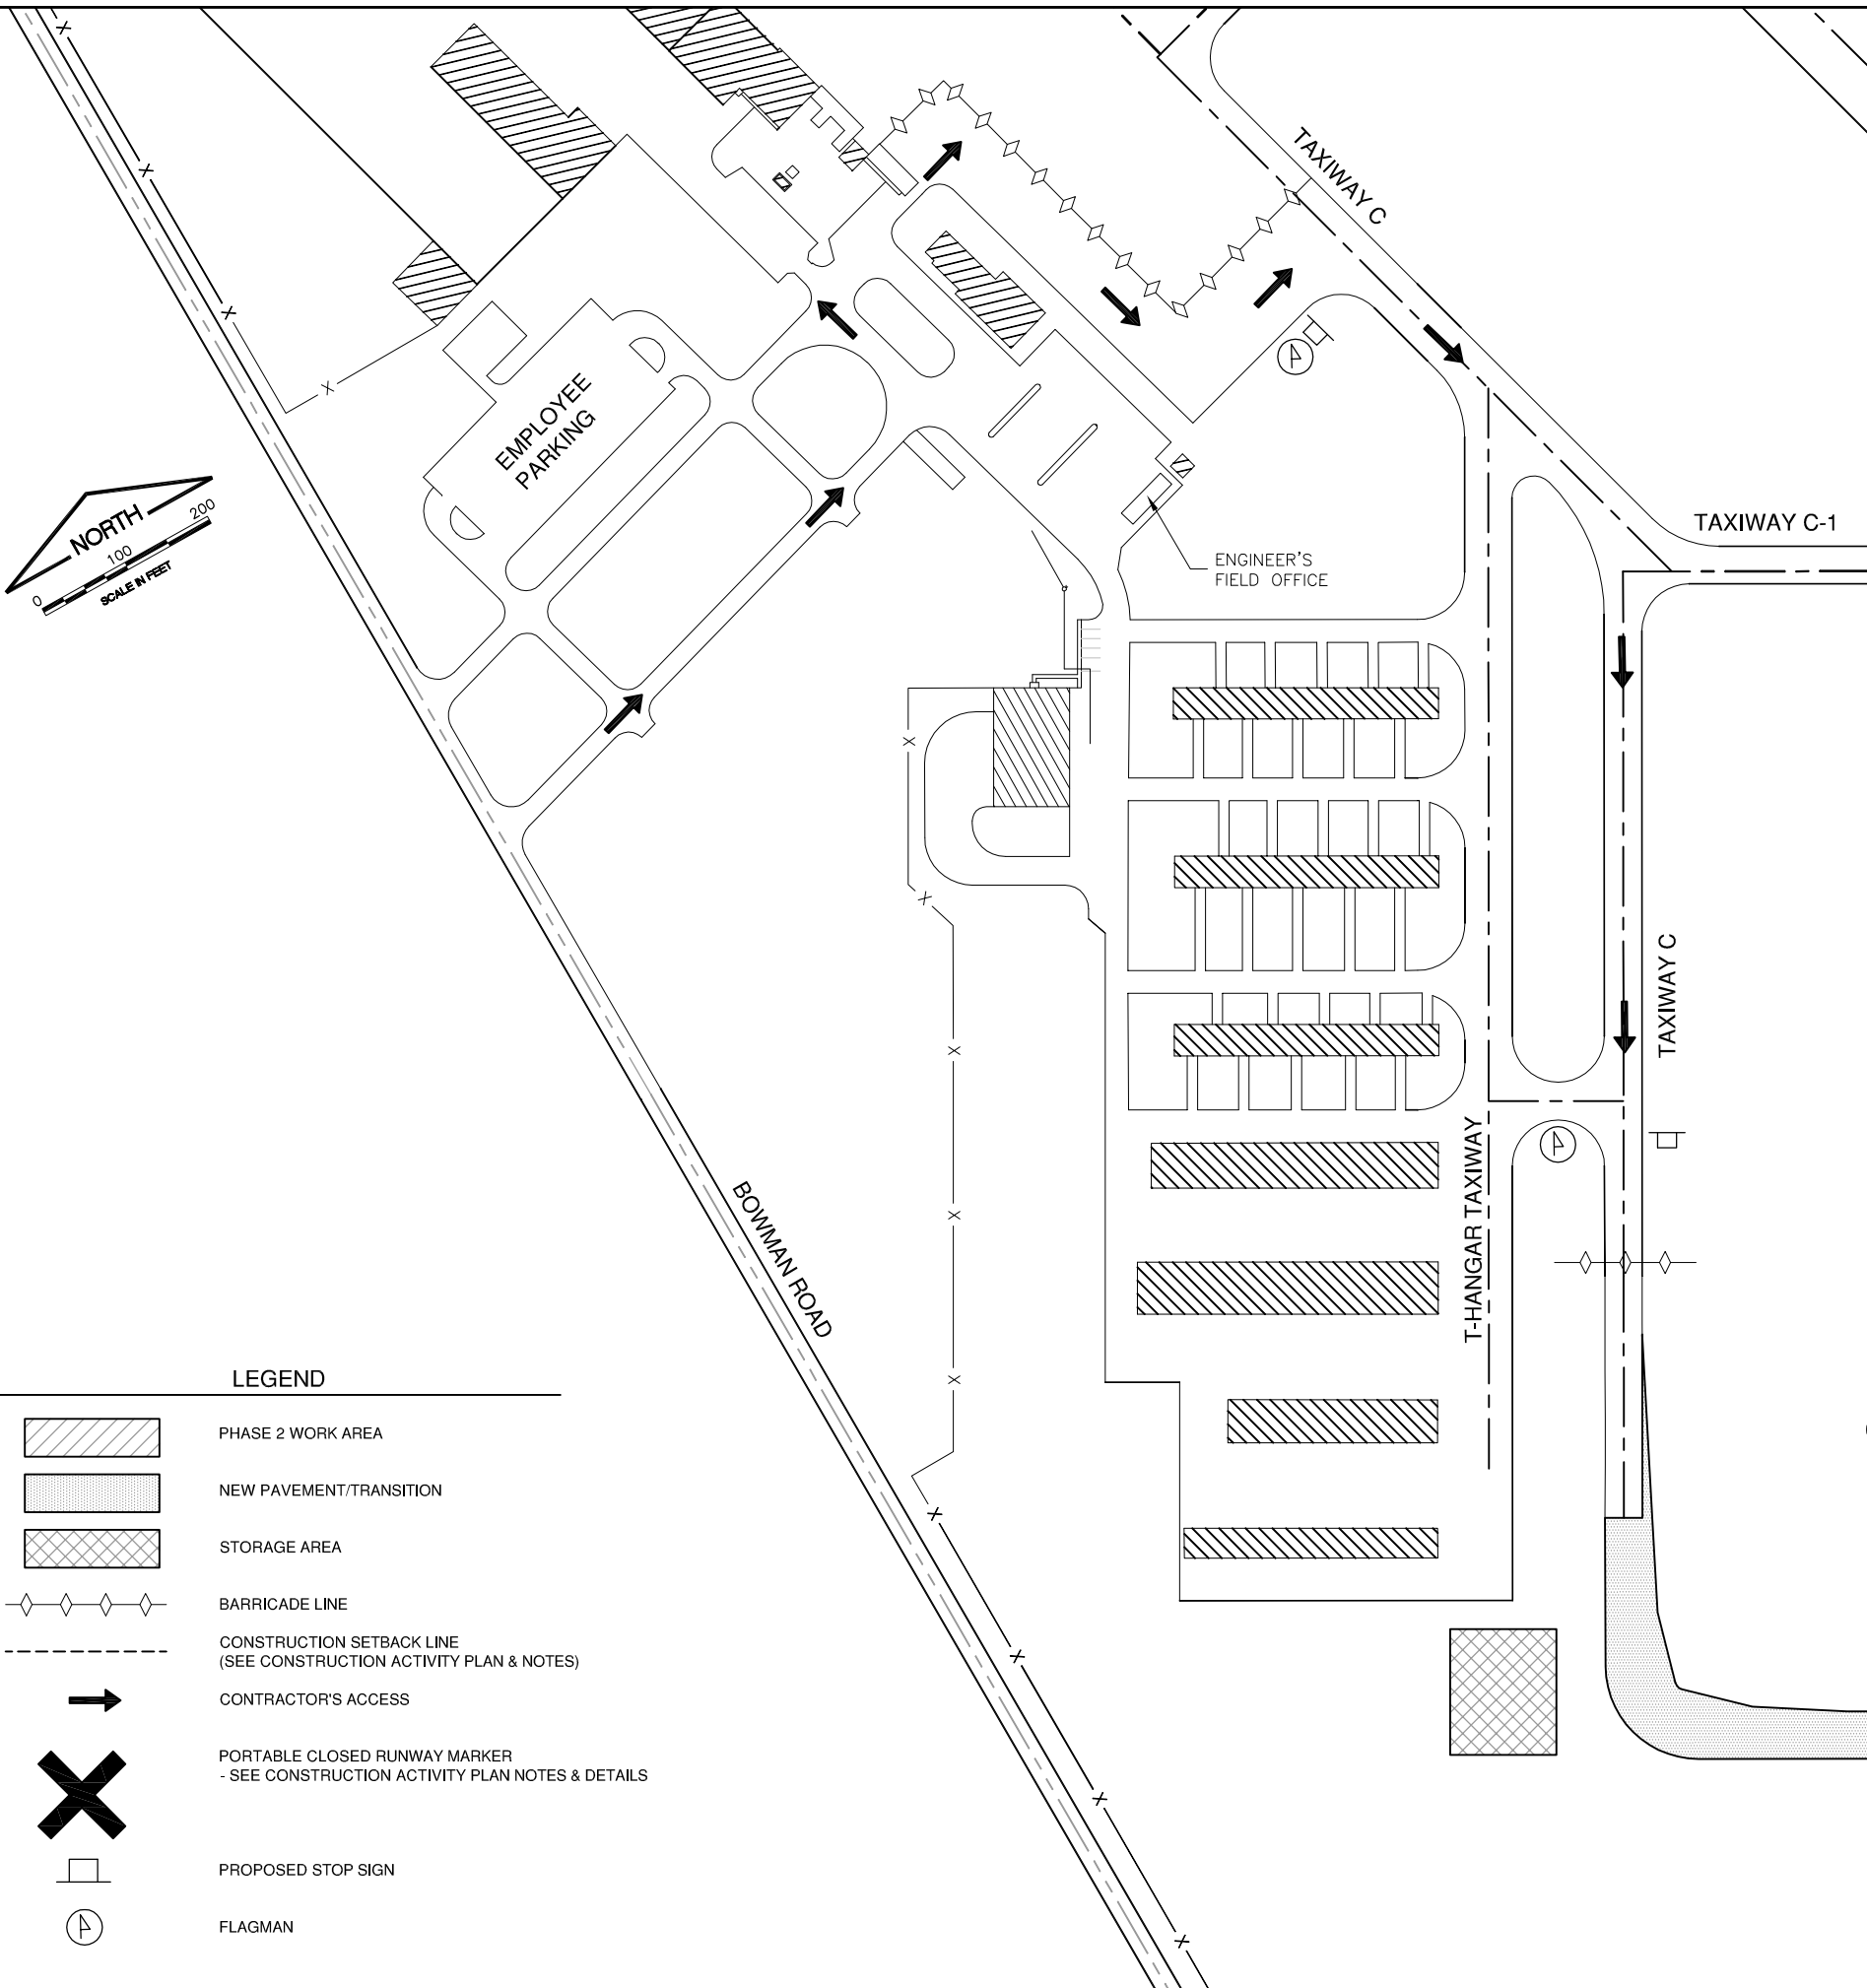 TAXIWAY C
TAXIWAY C-1
EMPLOYEE
PARKING
NORTH
0
100
200
SCALE IN FEET
ENGINEER'S
FIELD OFFICE
TAXIWAY C
T-HANGAR TAXIWAY
BOWMAN ROAD
LEGEND
PHASE 2 WORK AREA
NEW PAVEMENT/TRANSITION
STORAGE AREA
BARRICADE LINE
CONSTRUCTION SETBACK LINE
(SEE CONSTRUCTION ACTIVITY PLAN & NOTES)
CONTRACTOR'S ACCESS
PORTABLE CLOSED RUNWAY MARKER
- SEE CONSTRUCTION ACTIVITY PLAN NOTES & DETAILS
PROPOSED STOP SIGN
FLAGMAN